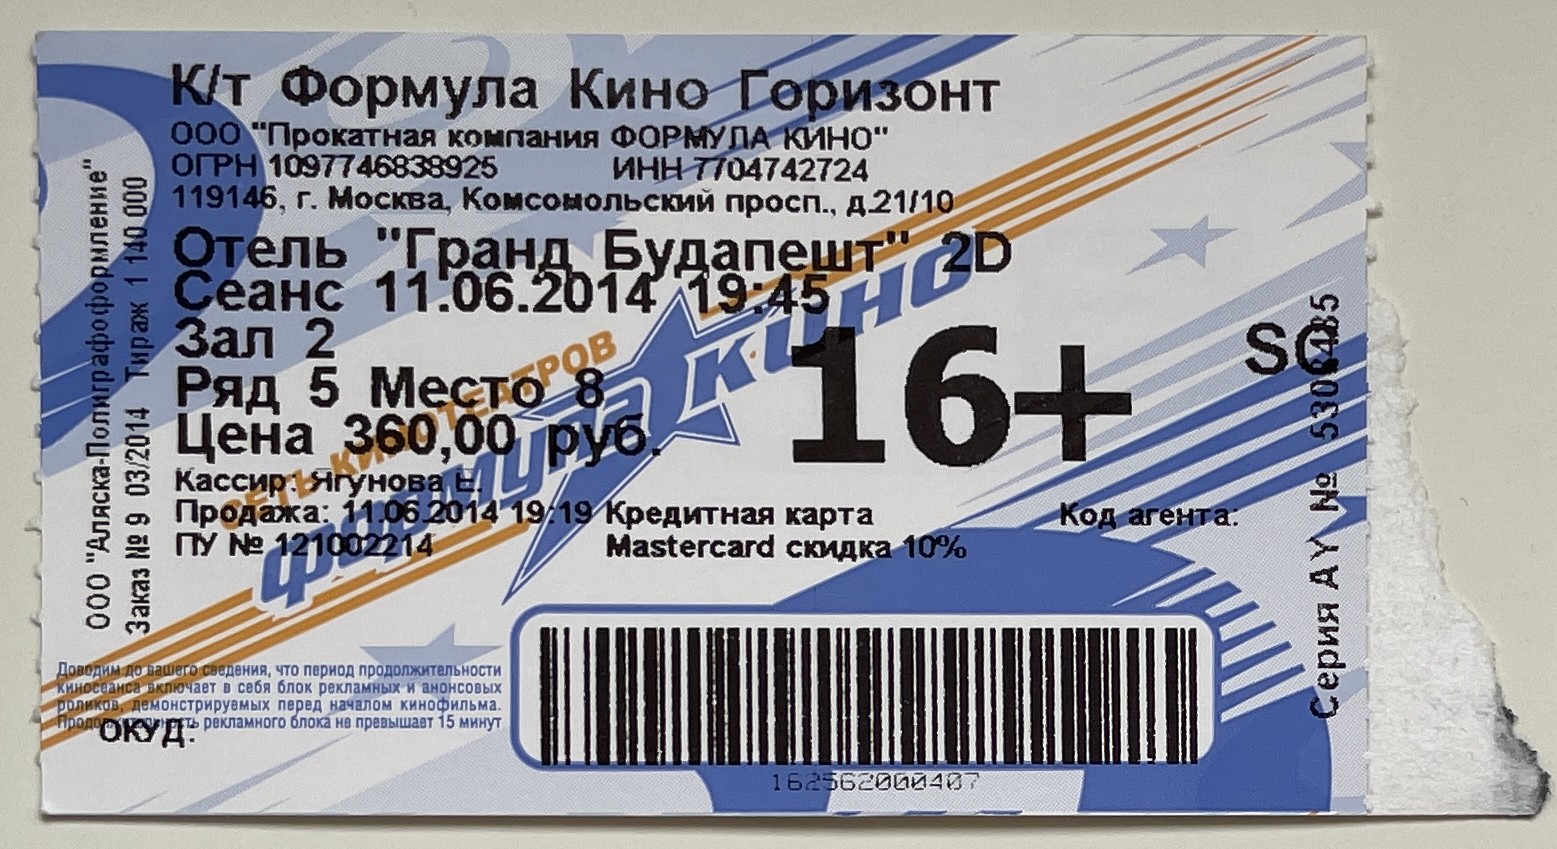 К/т Формула Кино Горизонт
ООО "Прокатная компания ФОРМУЛА КИНО"
ОГРН 1097746838925 ИНН 7704742724
119146, г. Москва, Комсомольский просп., д.21/10
Отель "Гранд Будапешт" 2D
Сеанс 11.06.2014 19:45
Зал 2
Ряд 5 Место 8
Цена 360,00 руб.
16+
Кассир: Ягунова Е.
Продажа: 11.06.2014 19:19 Кредитная карта
Код агента:
ПУ № 121002214 Mastercard скидка 10%
СЕТЬ КИНОТЕАТРОВ
формула кино
ООО "Аляска-Полиграфоформление"
Заказ № 9 03/2014 Тираж 1 140 000
Серия АУ №
Доводим до вашего сведения, что период продолжительности
киносеанса включает в себя блок рекламных и анонсовых
роликов, демонстрируемых перед началом кинофильма.
Продолжительность рекламного блока не превышает 15 минут
ОКУД:
162562000407